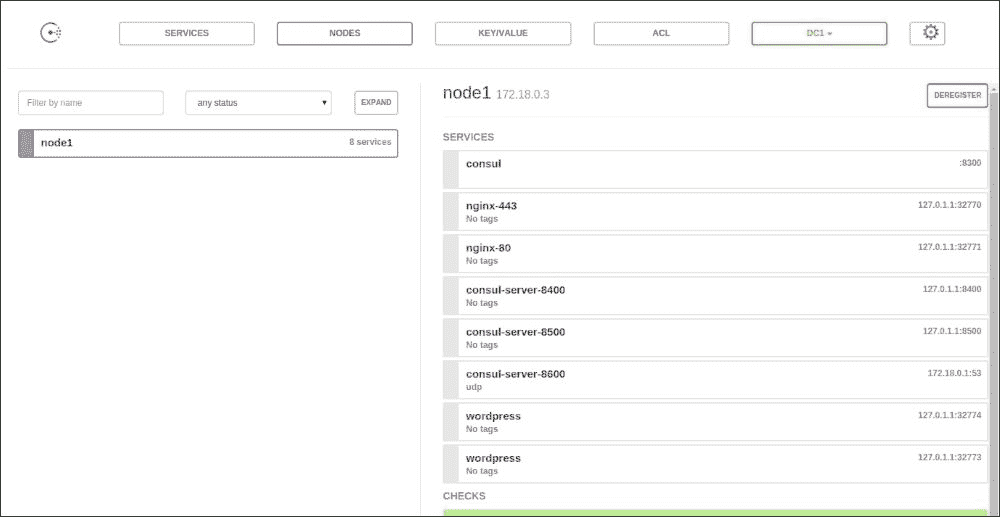 SERVICES
NODES
KEY/VALUE
ACL
DC1
Filter by name
any status
EXPAND
node1
8 services
node1 172.18.0.3
DEREGISTER
SERVICES
consul
:8300
nginx-443
127.0.1.1:32770
No tags
nginx-80
127.0.1.1:32771
No tags
consul-server-8400
127.0.1.1:8400
No tags
consul-server-8500
127.0.1.1:8500
No tags
consul-server-8600
172.18.0.1:53
udp
wordpress
127.0.1.1:32774
No tags
wordpress
127.0.1.1:32773
No tags
CHECKS